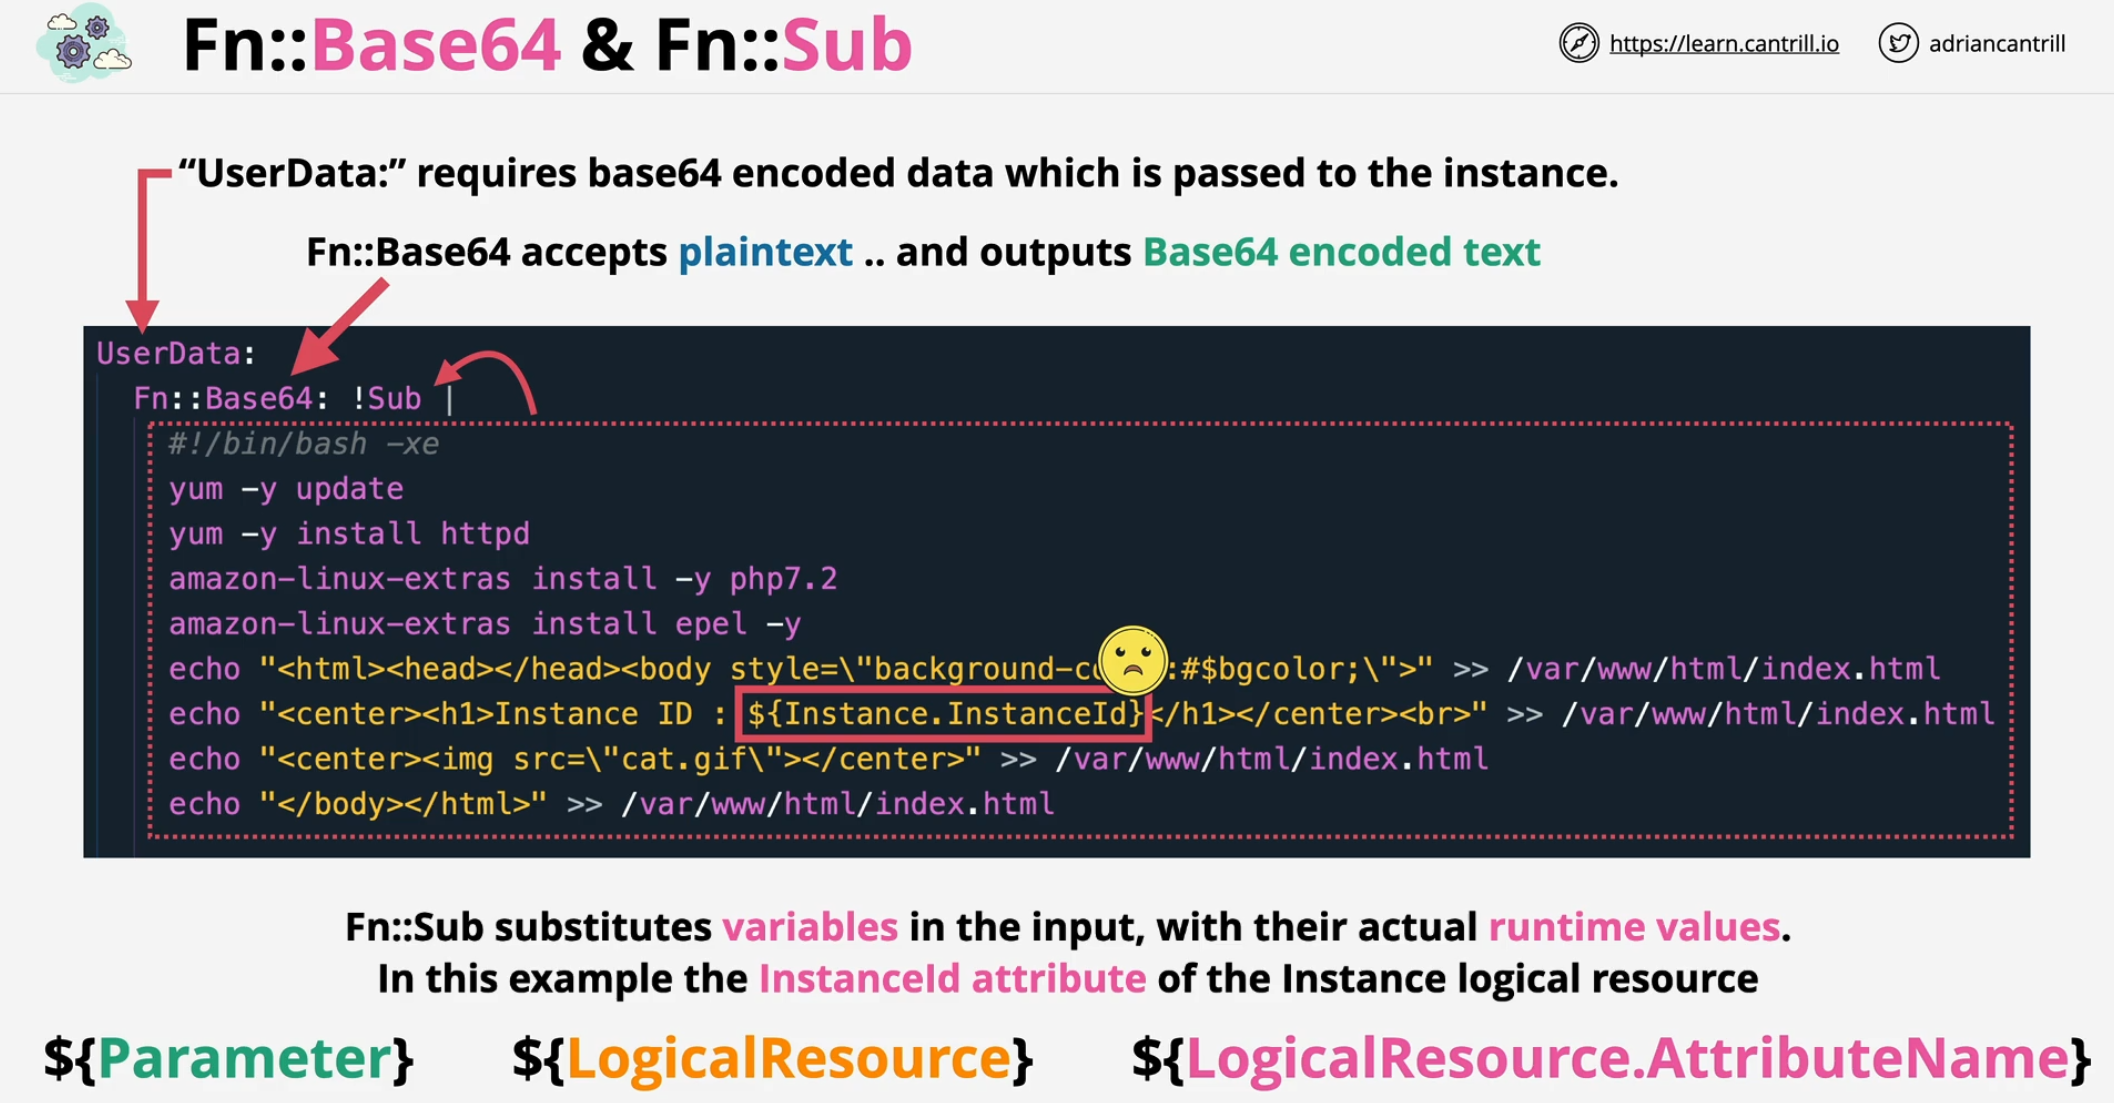 Fn::Base64 & Fn::Sub
https://learn.cantrill.io
adriancantrill
“UserData:” requires base64 encoded data which is passed to the instance.
Fn::Base64 accepts plaintext .. and outputs Base64 encoded text
UserData:
Fn::Base64: !Sub |
#!/bin/bash -xe
yum -y update
yum -y install httpd
amazon-linux-extras install -y php7.2
amazon-linux-extras install epel -y
echo "<html><head></head><body style=\"background-co :#$bgcolor;\">" >> /var/www/html/index.html
echo "<center><h1>Instance ID : ${Instance.InstanceId}</h1></center><br>" >> /var/www/html/index.html
echo "<center><img src=\"cat.gif\"></center>" >> /var/www/html/index.html
echo "</body></html>" >> /var/www/html/index.html
Fn::Sub substitutes variables in the input, with their actual runtime values.
In this example the InstanceId attribute of the Instance logical resource
${Parameter} ${LogicalResource} ${LogicalResource.AttributeName}